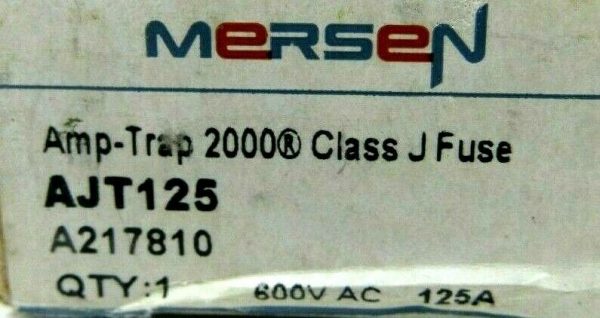 MERSEN
Amp-Trap 2000® Class J Fuse
AJT125
A217810
QTY:1 600V AC 125A